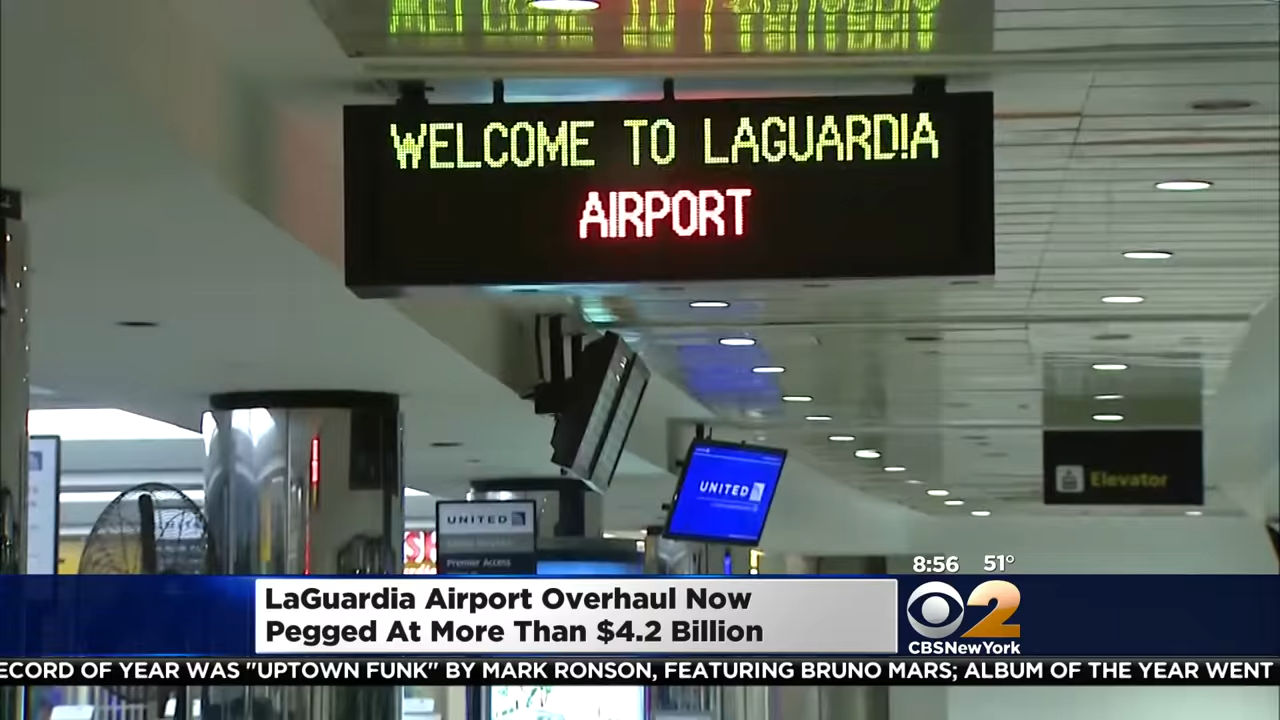 WELCOME TO LAGUARDIA
AIRPORT
UNITED
Elevator
UNITED
Premier Access
8:56 51°
LaGuardia Airport Overhaul Now
Pegged At More Than $4.2 Billion
2
CBSNewYork
ECORD OF YEAR WAS "UPTOWN FUNK" BY MARK RONSON, FEATURING BRUNO MARS; ALBUM OF THE YEAR WENT